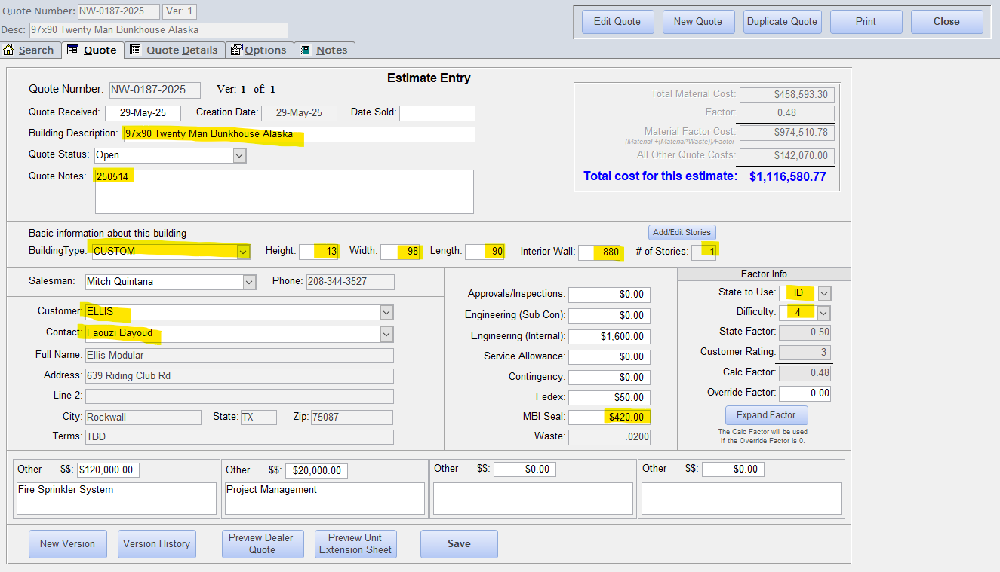 Quote Number: NW-0187-2025 Ver: 1
Desc: 97x90 Twenty Man Bunkhouse Alaska
Edit Quote New Quote Duplicate Quote Print Close
Search Quote Quote Details Options Notes
Estimate Entry
Quote Number: NW-0187-2025 Ver: 1 of: 1
Quote Received: 29-May-25 Creation Date: 29-May-25 Date Sold:
Building Description: 97x90 Twenty Man Bunkhouse Alaska
Quote Status: Open
Quote Notes: 250514
Total Material Cost: $458,593.30
Factor: 0.48
Material Factor Cost: $974,510.78
(Material +(Material*Waste))/Factor
All Other Quote Costs: $142,070.00
Total cost for this estimate: $1,116,580.77
Basic information about this building
Add/Edit Stories
BuildingType: CUSTOM Height: 13 Width: 98 Length: 90 Interior Wall: 880 # of Stories: 1
Salesman: Mitch Quintana Phone: 208-344-3527
Customer: ELLIS
Contact: Faouzi Bayoud
Full Name: Ellis Modular
Address: 639 Riding Club Rd
Line 2:
City: Rockwall State: TX Zip: 75087
Terms: TBD
Approvals/Inspections: $0.00
Engineering (Sub Con): $0.00
Engineering (Internal): $1,600.00
Service Allowance: $0.00
Contingency: $0.00
Fedex: $50.00
MBI Seal: $420.00
Waste: .0200
Factor Info
State to Use: ID
Difficulty: 4
State Factor: 0.50
Customer Rating: 3
Calc Factor: 0.48
Override Factor: 0.00
Expand Factor
The Calc Factor will be used
if the Override Factor is 0.
Other $$: $120,000.00
Fire Sprinkler System
Other $$: $20,000.00
Project Management
Other $$: $0.00
Other $$: $0.00
New Version Version History Preview Dealer Quote Preview Unit Extension Sheet Save